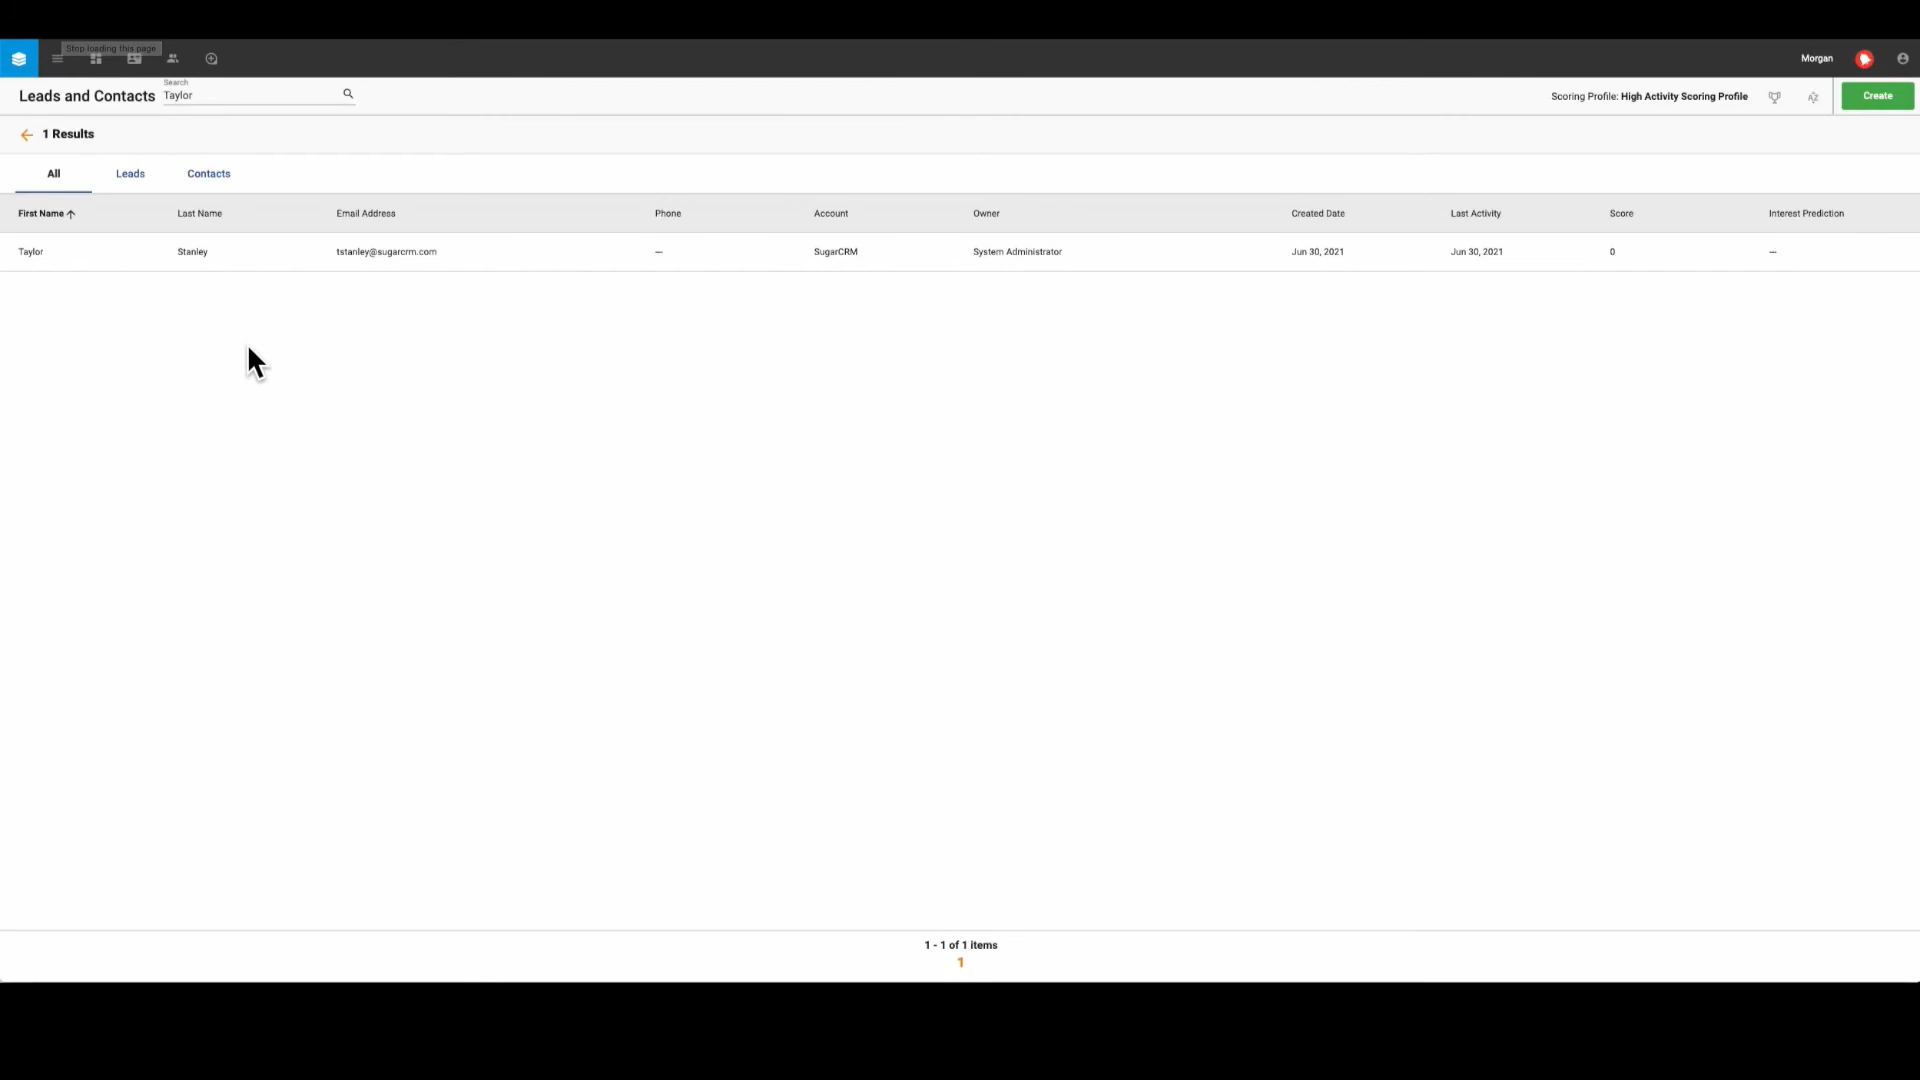 Stop loading this page
Morgan
Leads and Contacts
Search
Taylor
Scoring Profile: High Activity Scoring Profile
AZ
Create
1 Results
All Leads Contacts
First Name Last Name Email Address Phone Account Owner Created Date Last Activity Score Interest Prediction
Taylor Stanley tstanley@sugarcrm.com — SugarCRM System Administrator Jun 30, 2021 Jun 30, 2021 0 —
1 - 1 of 1 items
1